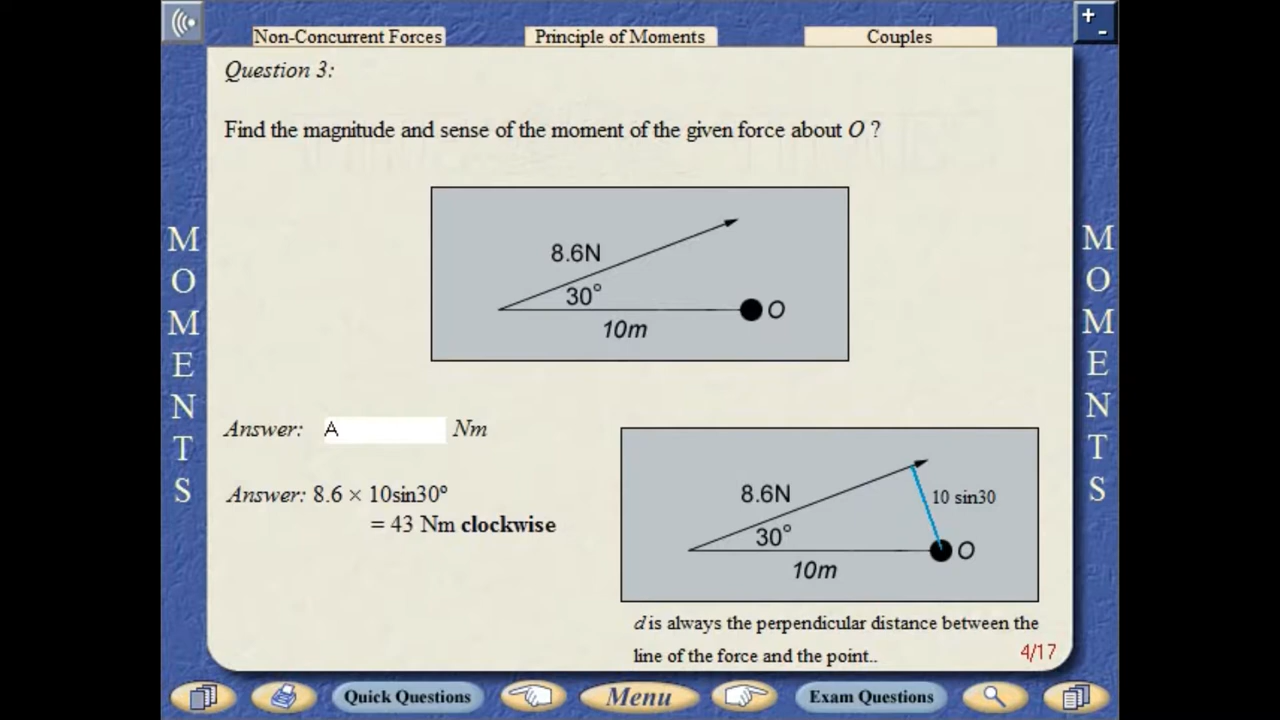 Non-Concurrent Forces
Principle of Moments
Couples
+
-
Question 3:
Find the magnitude and sense of the moment of the given force about O ?
8.6N
30°
10m
O
MOMENTS
MOMENTS
Answer: A Nm
Answer: 8.6 × 10sin30°
= 43 Nm clockwise
8.6N
10 sin30
30°
O
10m
d is always the perpendicular distance between the
line of the force and the point..
4/17
Quick Questions
Menu
Exam Questions